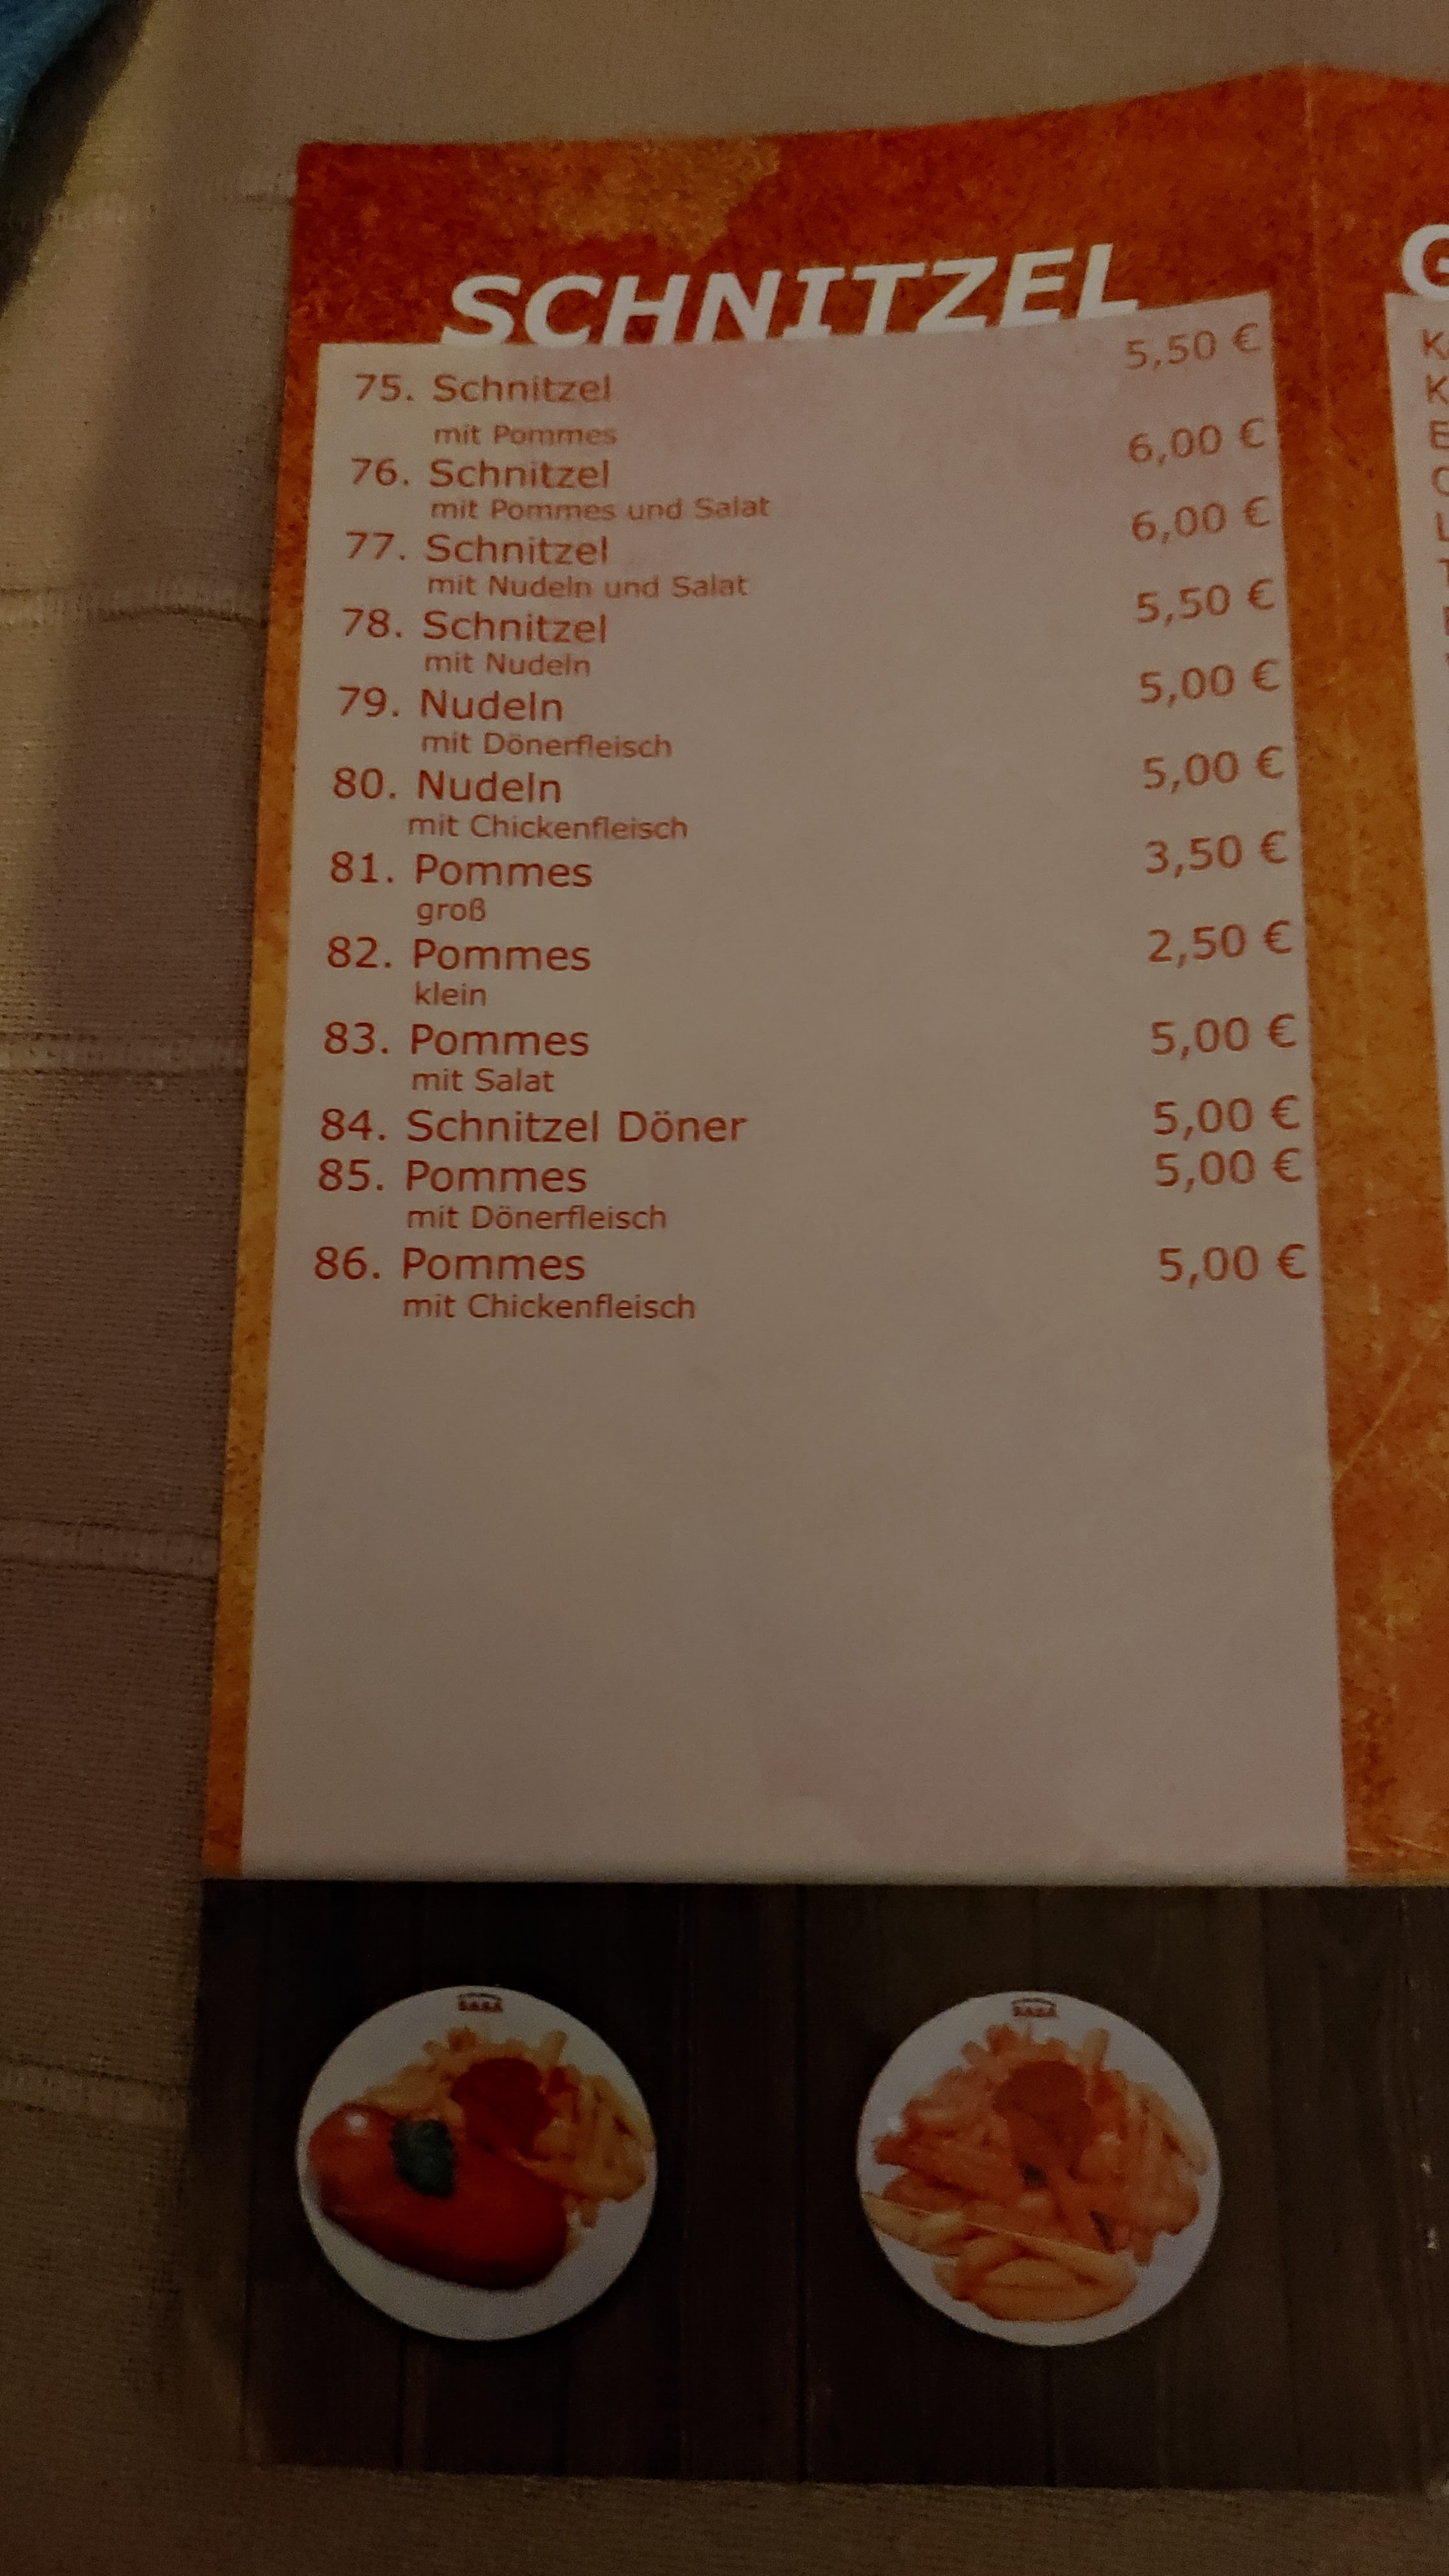 SCHNITZEL
75. Schnitzel 5,50 €
mit Pommes
76. Schnitzel 6,00 €
mit Pommes und Salat
77. Schnitzel 6,00 €
mit Nudeln und Salat
78. Schnitzel 5,50 €
mit Nudeln
79. Nudeln 5,00 €
mit Dönerfleisch
80. Nudeln 5,00 €
mit Chickenfleisch
81. Pommes 3,50 €
groß
82. Pommes 2,50 €
klein
83. Pommes 5,00 €
mit Salat
84. Schnitzel Döner 5,00 €
85. Pommes 5,00 €
mit Dönerfleisch
86. Pommes 5,00 €
mit Chickenfleisch